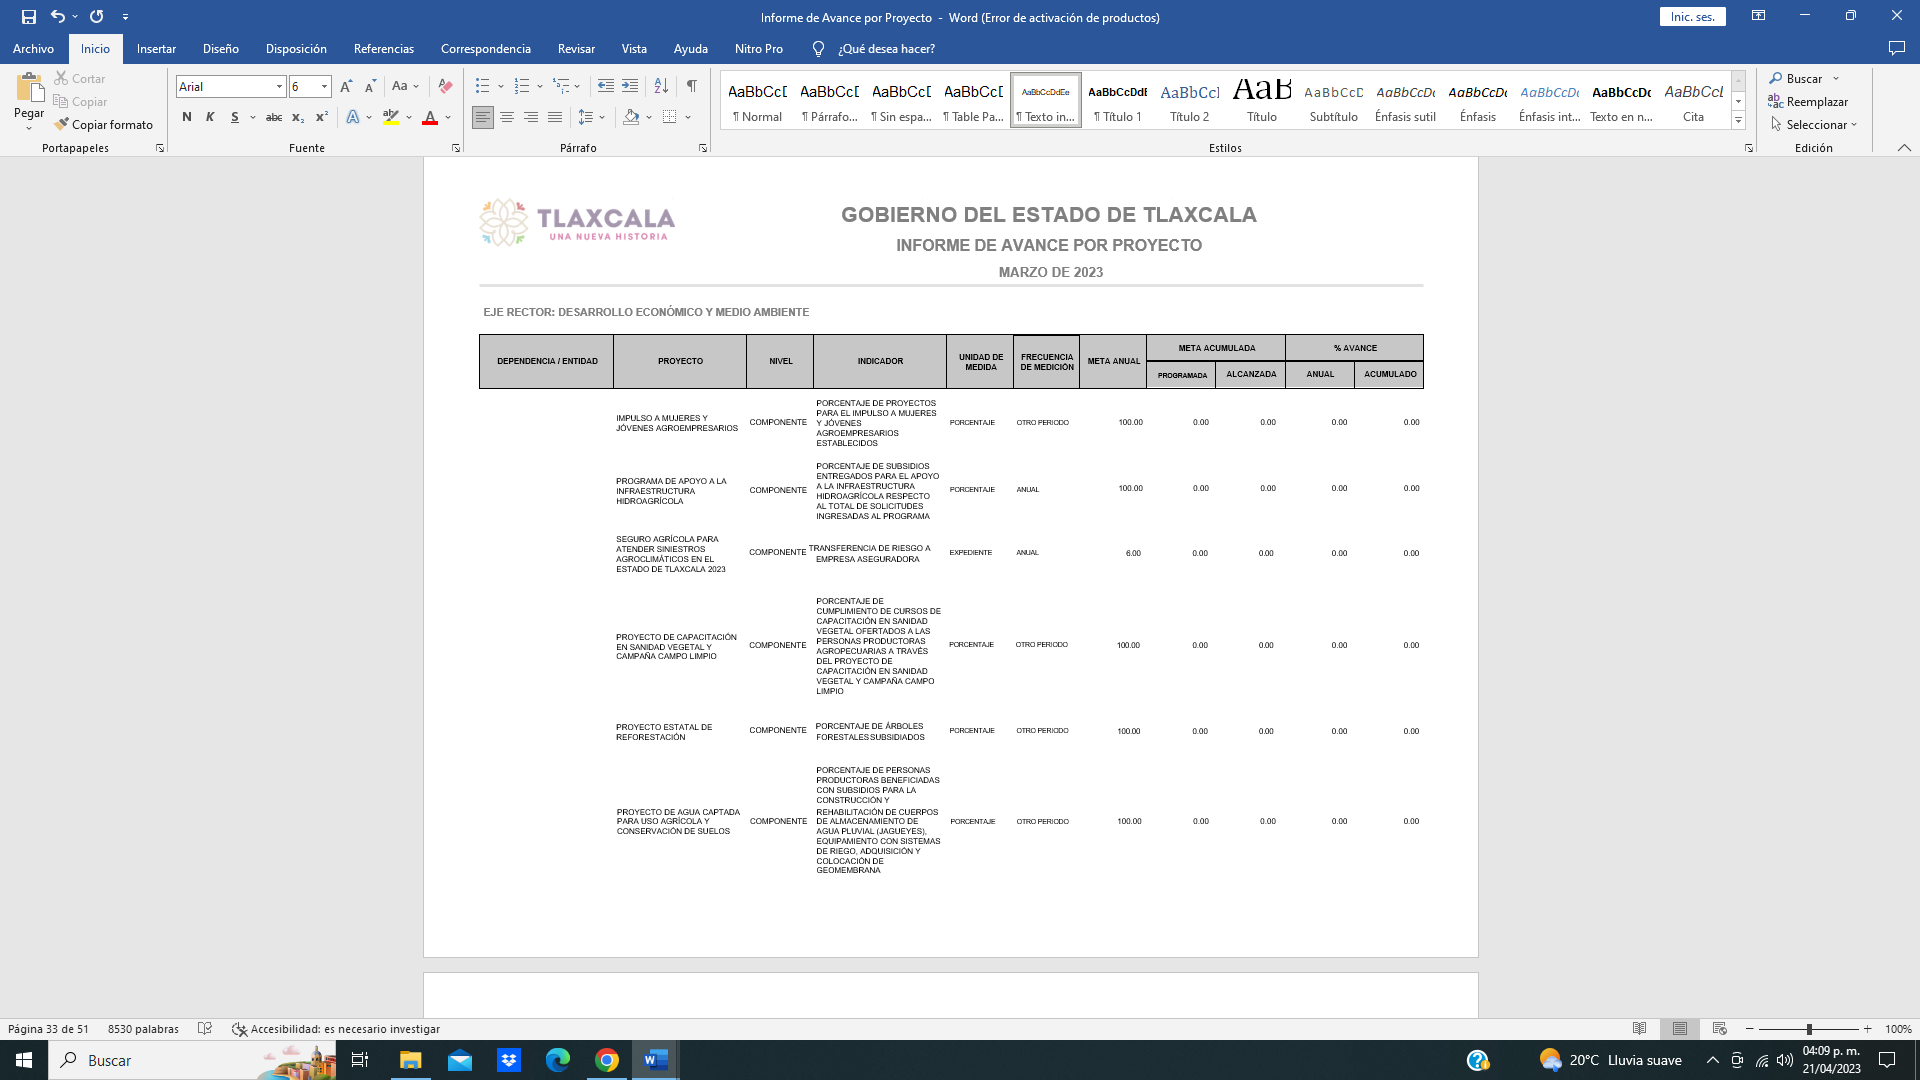 Informe de Avance por Proyecto - Word (Error de activación de productos)
Inic. ses.
Archivo Inicio Insertar Diseño Disposición Referencias Correspondencia Revisar Vista Ayuda Nitro Pro ¿Qué desea hacer?
Pegar
Cortar
Copiar
Copiar formato
Portapapeles
Arial 6
Aa
N K S abc x₂ x²
Fuente
Párrafo
AaBbCcD AaBbCcD AaBbCcD AaBbCcD AaBbCcDdEe AaBbCcDdE AaBbCcI AaB AaBbCcD AaBbCcDc AaBbCcDc AaBbCcDc AaBbCcDc AaBbCcL
¶ Normal ¶ Párrafo... ¶ Sin espa... ¶ Table Pa... ¶ Texto in... ¶ Título 1 Título 2 Título Subtítulo Énfasis sutil Énfasis Énfasis int... Texto en n... Cita
Estilos
Buscar
Reemplazar
Seleccionar
Edición
TLAXCALA
UNA NUEVA HISTORIA
GOBIERNO DEL ESTADO DE TLAXCALA
INFORME DE AVANCE POR PROYECTO
MARZO DE 2023
EJE RECTOR: DESARROLLO ECONÓMICO Y MEDIO AMBIENTE
DEPENDENCIA / ENTIDAD
PROYECTO
NIVEL
INDICADOR
UNIDAD DE
MEDIDA
FRECUENCIA
DE MEDICIÓN
META ANUAL
META ACUMULADA
PROGRAMADA ALCANZADA
% AVANCE
ANUAL ACUMULADO
IMPULSO A MUJERES Y
JÓVENES AGROEMPRESARIOS
COMPONENTE
PORCENTAJE DE PROYECTOS
PARA EL IMPULSO A MUJERES
Y JÓVENES
AGROEMPRESARIOS
ESTABLECIDOS
PORCENTAJE OTRO PERIODO 100.00 0.00 0.00 0.00 0.00
PROGRAMA DE APOYO A LA
INFRAESTRUCTURA
HIDROAGRÍCOLA
COMPONENTE
PORCENTAJE DE SUBSIDIOS
ENTREGADOS PARA EL APOYO
A LA INFRAESTRUCTURA
HIDROAGRÍCOLA RESPECTO
AL TOTAL DE SOLICITUDES
INGRESADAS AL PROGRAMA
PORCENTAJE ANUAL 100.00 0.00 0.00 0.00 0.00
SEGURO AGRÍCOLA PARA
ATENDER SINIESTROS
AGROCLIMÁTICOS EN EL
ESTADO DE TLAXCALA 2023
COMPONENTE
TRANSFERENCIA DE RIESGO A
EMPRESA ASEGURADORA
EXPEDIENTE ANUAL 6.00 0.00 0.00 0.00 0.00
PROYECTO DE CAPACITACIÓN
EN SANIDAD VEGETAL Y
CAMPAÑA CAMPO LIMPIO
COMPONENTE
PORCENTAJE DE
CUMPLIMIENTO DE CURSOS DE
CAPACITACIÓN EN SANIDAD
VEGETAL OFERTADOS A LAS
PERSONAS PRODUCTORAS
AGROPECUARIAS A TRAVÉS
DEL PROYECTO DE
CAPACITACIÓN EN SANIDAD
VEGETAL Y CAMPAÑA CAMPO
LIMPIO
PORCENTAJE OTRO PERIODO 100.00 0.00 0.00 0.00 0.00
PROYECTO ESTATAL DE
REFORESTACIÓN
COMPONENTE
PORCENTAJE DE ÁRBOLES
FORESTALES SUBSIDIADOS
PORCENTAJE OTRO PERIODO 100.00 0.00 0.00 0.00 0.00
PROYECTO DE AGUA CAPTADA
PARA USO AGRÍCOLA Y
CONSERVACIÓN DE SUELOS
COMPONENTE
PORCENTAJE DE PERSONAS
PRODUCTORAS BENEFICIADAS
CON SUBSIDIOS PARA LA
CONSTRUCCIÓN Y
REHABILITACIÓN DE CUERPOS
DE ALMACENAMIENTO DE
AGUA PLUVIAL (JAGUEYES),
EQUIPAMIENTO CON SISTEMAS
DE RIEGO, ADQUISICIÓN Y
COLOCACIÓN DE
GEOMEMBRANA
PORCENTAJE OTRO PERIODO 100.00 0.00 0.00 0.00 0.00
Página 33 de 51 8530 palabras Accesibilidad: es necesario investigar 100%
Buscar
20°C Lluvia suave
04:09 p. m.
21/04/2023